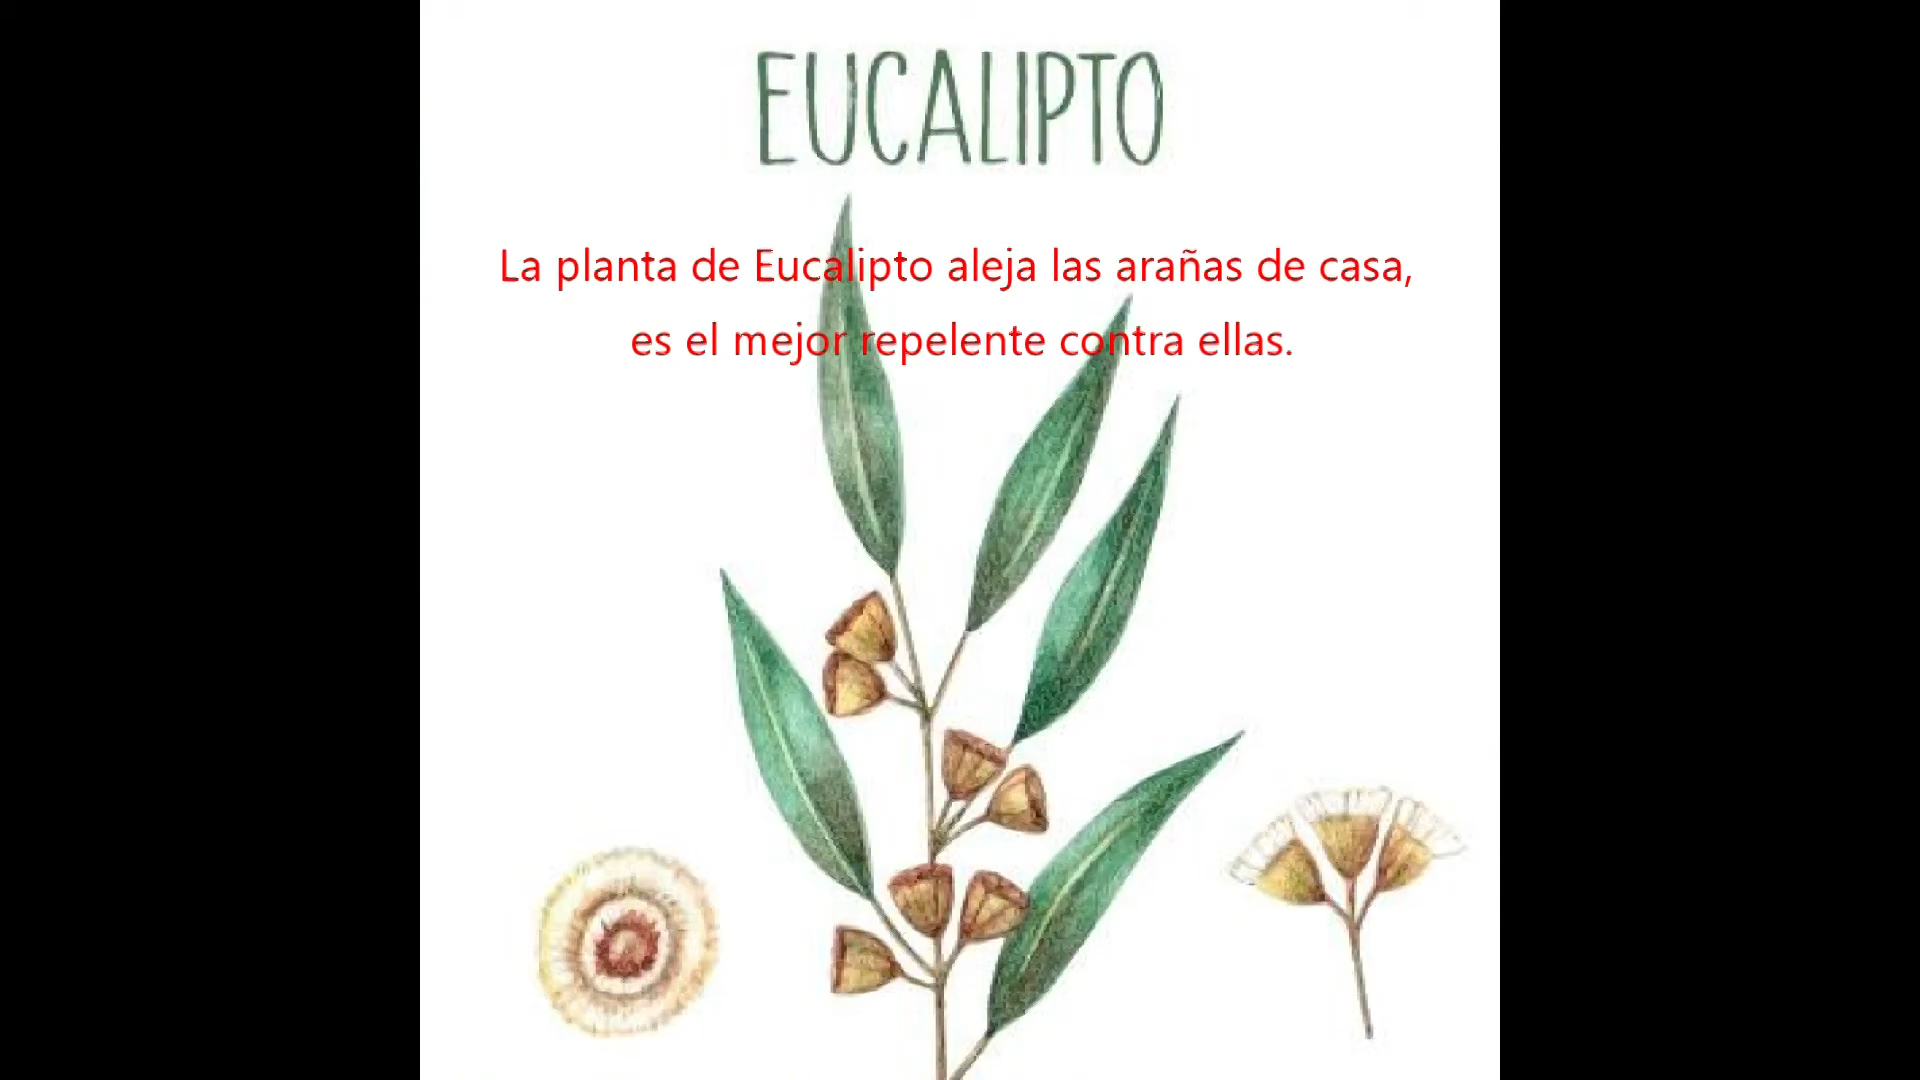 EUCALIPTO
La planta de Eucalipto aleja las arañas de casa,
es el mejor repelente contra ellas.